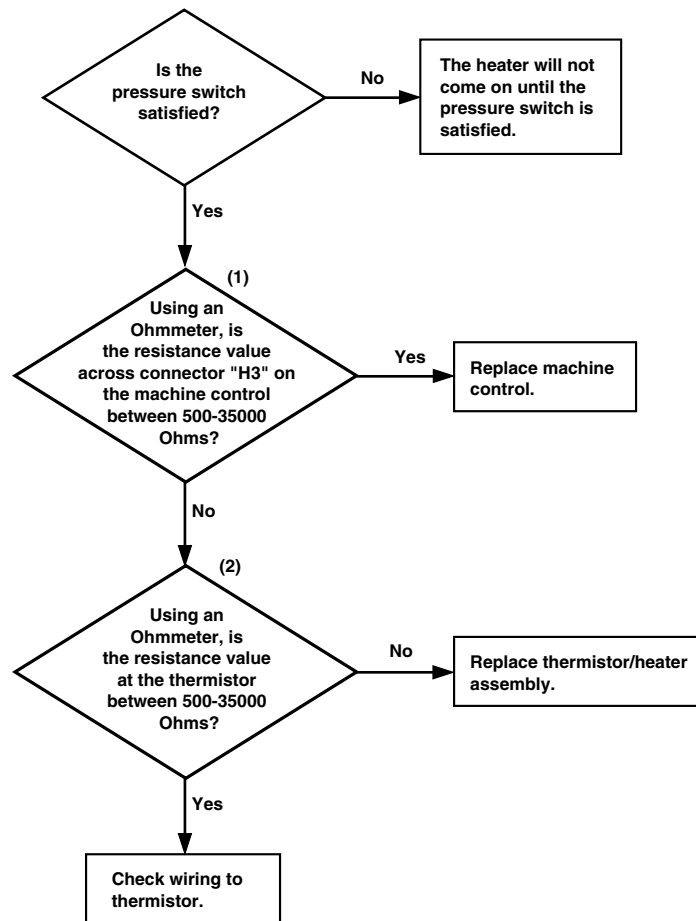 Is the
pressure switch
satisfied?
No
The heater will not
come on until the
pressure switch is
satisfied.
Yes
(1)
Using an
Ohmmeter, is
the resistance value
across connector "H3" on
the machine control
between 500-35000
Ohms?
Yes
Replace machine
control.
No
(2)
Using an
Ohmmeter, is
the resistance value
at the thermistor
between 500-35000
Ohms?
No
Replace thermistor/heater
assembly.
Yes
Check wiring to
thermistor.